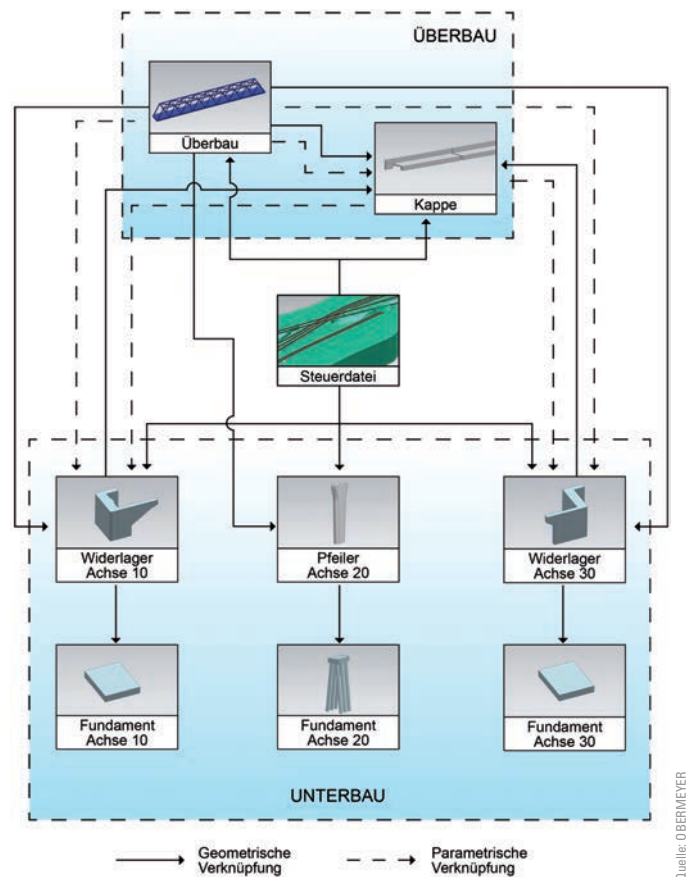 ÜBERBAU
Überbau
Kappe
Steuerdatei
Widerlager
Achse 10
Pfeiler
Achse 20
Widerlager
Achse 30
Fundament
Achse 10
Fundament
Achse 20
Fundament
Achse 30
UNTERBAU
Geometrische
Verknüpfung
Parametrische
Verknüpfung
Quelle: OBERMEYER